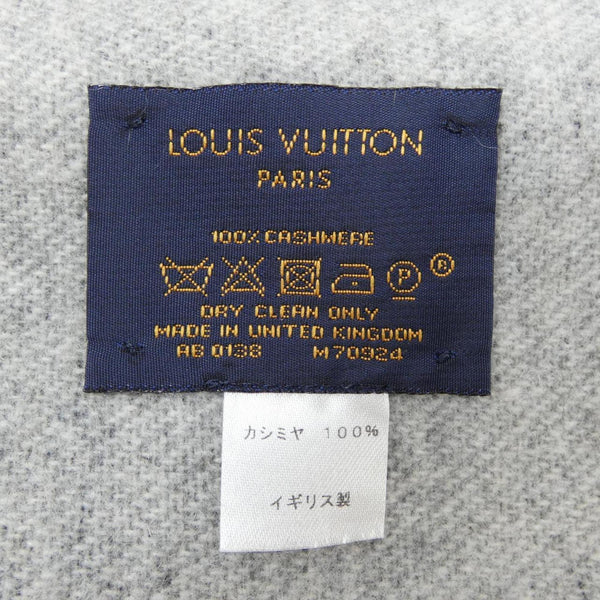 LOUIS VUITTON
PARIS
100% CASHMERE
P ®
DRY CLEAN ONLY
MADE IN UNITED KINGDOM
AB 0138 M70924
カシミヤ 100%
イギリス製